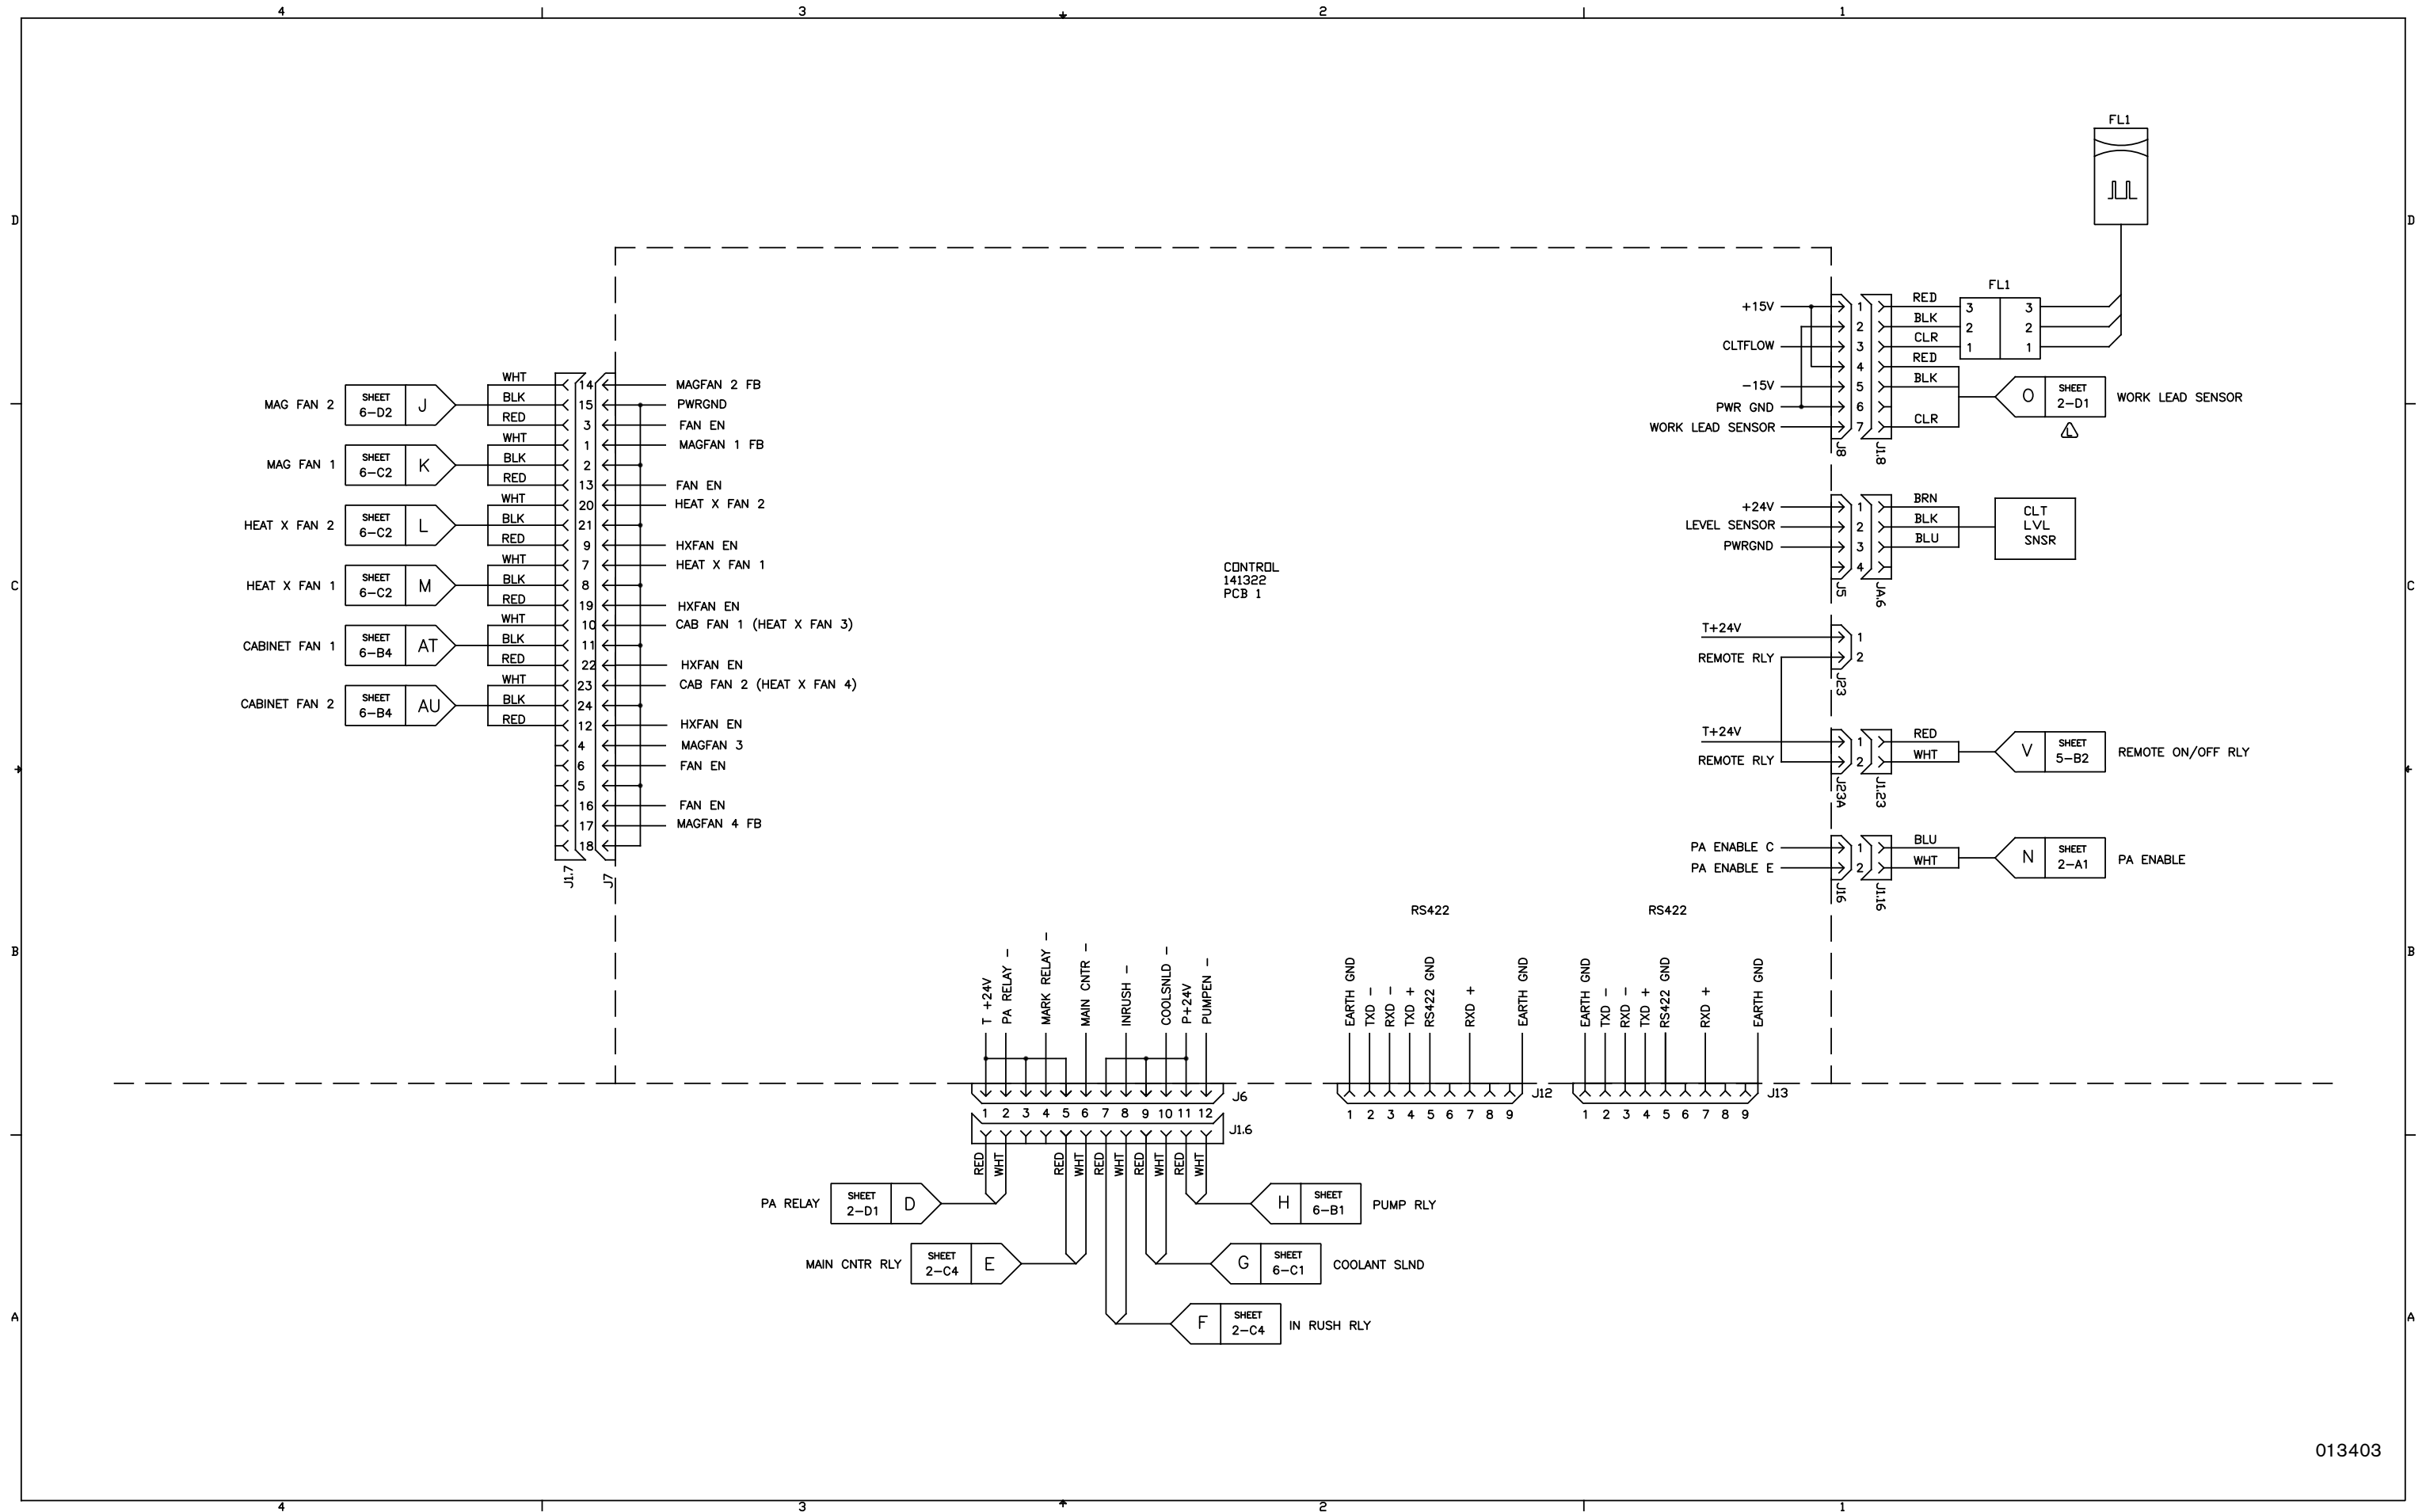 4 3 2 1
FL1
D D
FL1
+15V 1 RED 3 3
2 BLK 2 2
CLTFLOW 3 CLR 1 1
4 RED
-15V 5 BLK
PWR GND 6
WORK LEAD SENSOR 7 CLR
O SHEET 2-D1 WORK LEAD SENSOR
L
J8 J1.8
MAG FAN 2 SHEET 6-D2 J
WHT 14 MAGFAN 2 FB
BLK 15 PWRGND
RED 3 FAN EN
MAG FAN 1 SHEET 6-C2 K
WHT 1 MAGFAN 1 FB
BLK 2
RED 13 FAN EN
HEAT X FAN 2 SHEET 6-C2 L
WHT 20 HEAT X FAN 2
BLK 21
RED 9 HXFAN EN
HEAT X FAN 1 SHEET 6-C2 M
WHT 7 HEAT X FAN 1
BLK 8
RED 19 HXFAN EN
CABINET FAN 1 SHEET 6-B4 AT
WHT 10 CAB FAN 1 (HEAT X FAN 3)
BLK 11
RED 22 HXFAN EN
CABINET FAN 2 SHEET 6-B4 AU
WHT 23 CAB FAN 2 (HEAT X FAN 4)
BLK 24
RED 12 HXFAN EN
4 MAGFAN 3
6 FAN EN
5
16 FAN EN
17 MAGFAN 4 FB
18
J1.7 J7
+24V 1 BRN
LEVEL SENSOR 2 BLK
PWRGND 3 BLU
4
J5 JA.6
CLT
LVL
SNSR
C C
CONTROL
141322
PCB 1
T+24V 1
REMOTE RLY 2
J23
T+24V 1 RED
REMOTE RLY 2 WHT
J23A J1.23
V SHEET 5-B2 REMOTE ON/OFF RLY
PA ENABLE C 1 BLU
PA ENABLE E 2 WHT
J16 J1.16
N SHEET 2-A1 PA ENABLE
RS422 RS422
B B
T +24V
PA RELAY -
MARK RELAY -
MAIN CNTR -
INRUSH -
COOLSNLD -
P+24V
PUMPEN -
EARTH GND
TXD -
RXD -
TXD +
RS422 GND
RXD +
EARTH GND
EARTH GND
TXD -
RXD -
TXD +
RS422 GND
RXD +
EARTH GND
J6 J12 J13
1 2 3 4 5 6 7 8 9 10 11 12
1 2 3 4 5 6 7 8 9
1 2 3 4 5 6 7 8 9
J1.6
RED WHT RED WHT RED WHT RED WHT RED WHT
PA RELAY SHEET 2-D1 D
H SHEET 6-B1 PUMP RLY
MAIN CNTR RLY SHEET 2-C4 E
G SHEET 6-C1 COOLANT SLND
F SHEET 2-C4 IN RUSH RLY
A A
013403
4 3 2 1